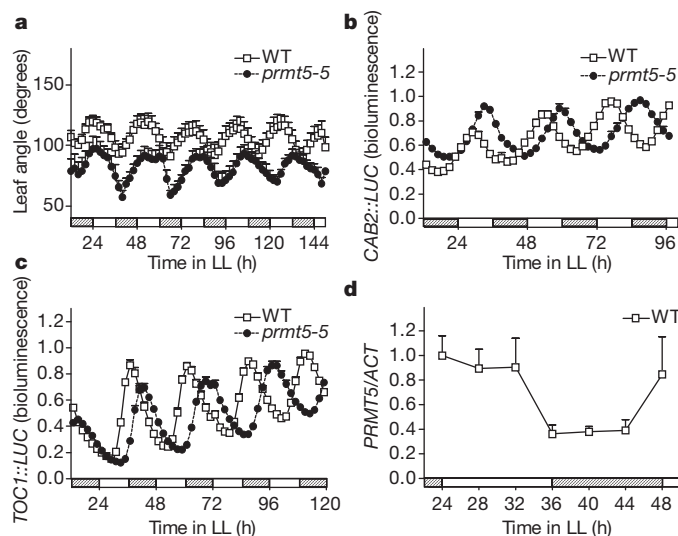 a
WT
prmt5-5
Leaf angle (degrees)
150
100
50
24 48 72 96 120 144
Time in LL (h)
b
WT
prmt5-5
CAB2::LUC (bioluminescence)
1.2
1.0
0.8
0.6
0.4
0.2
0.0
24 48 72 96
Time in LL (h)
c
WT
prmt5-5
TOC1::LUC (bioluminescence)
1.2
1.0
0.8
0.6
0.4
0.2
0.0
24 48 72 96 120
Time in LL (h)
d
WT
PRMT5/ACT
1.2
1.0
0.8
0.6
0.4
0.2
0.0
24 28 32 36 40 44 48
Time in LL (h)